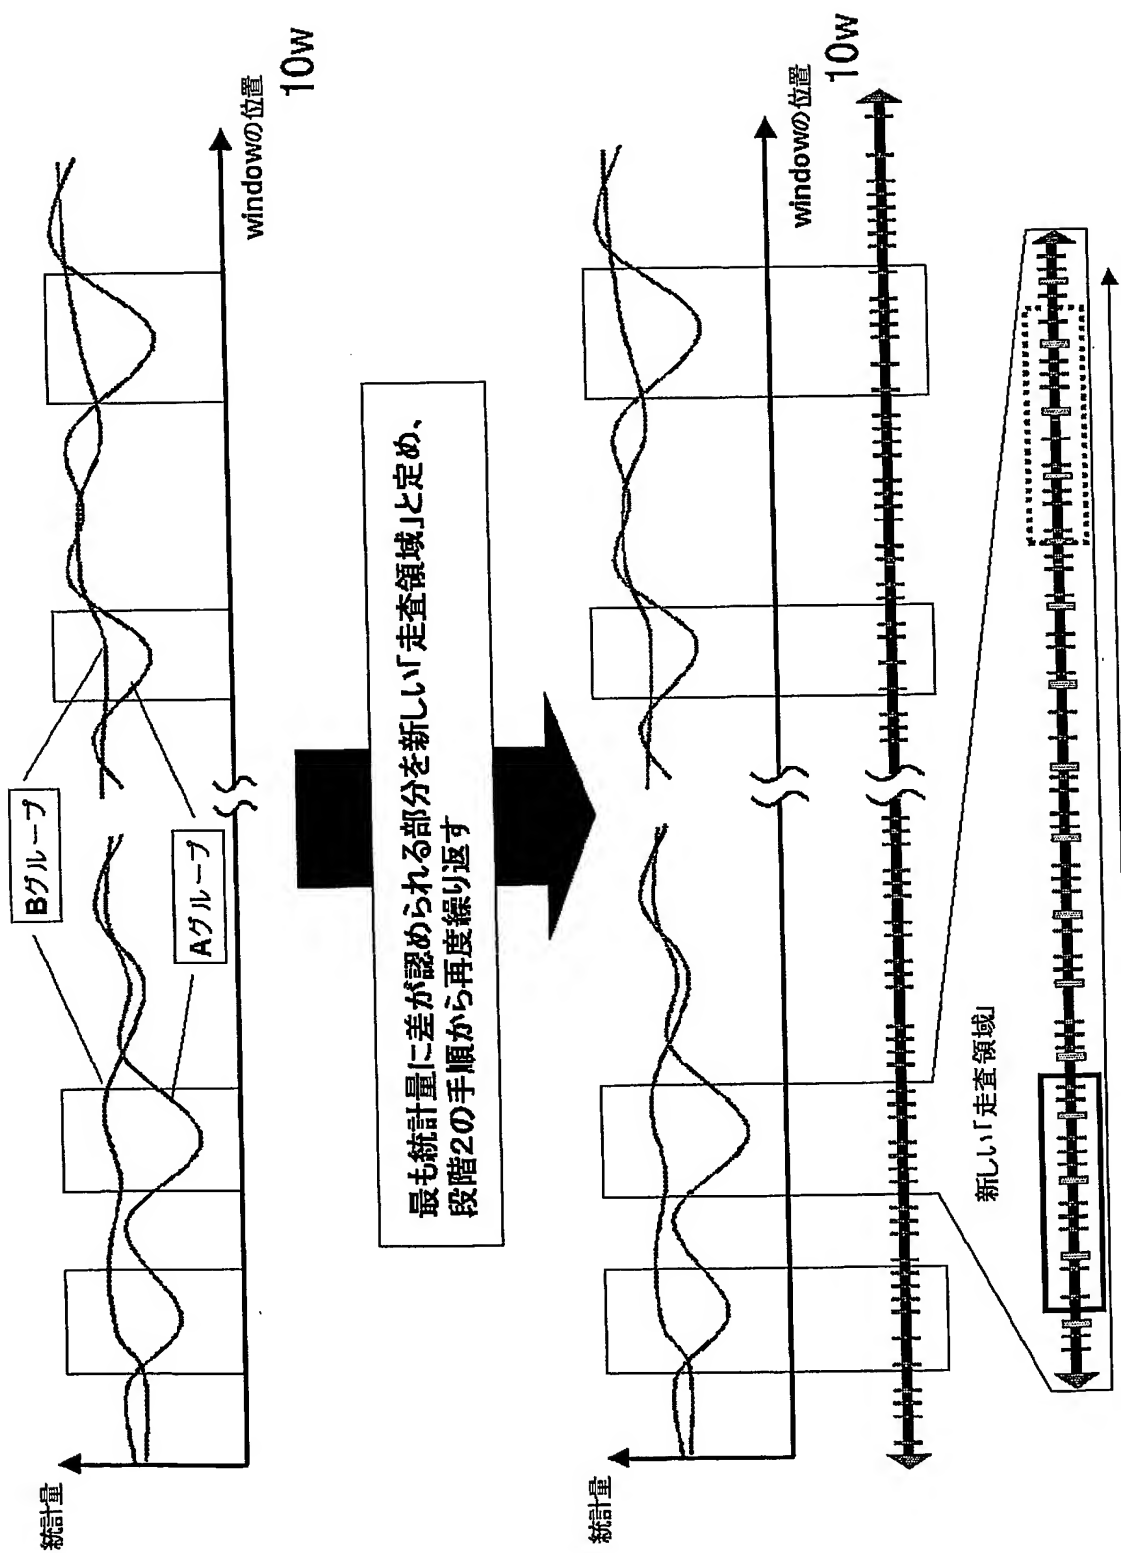 統計量
Bグループ
Aグループ
windowの位置
10w
最も統計量に差が認められる部分を新しい「走査領域」と定め、
段階2の手順から再度繰り返す
統計量
windowの位置
10w
新しい「走査領域」